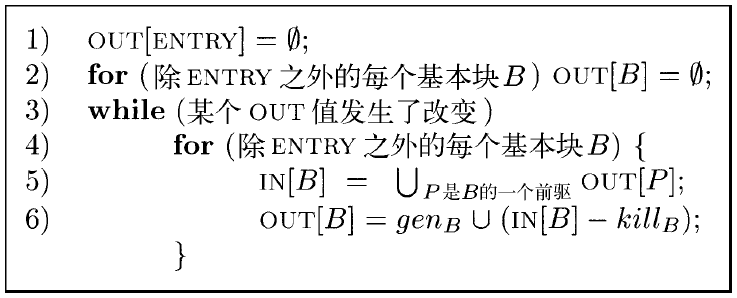 1) OUT[ENTRY] = ∅;
2) for (除 ENTRY 之外的每个基本块 B) OUT[B] = ∅;
3) while (某个 OUT 值发生了改变)
4) for (除 ENTRY 之外的每个基本块 B) {
5) IN[B] = ⋃_{P是B的一个前驱} OUT[P];
6) OUT[B] = gen_B ∪ (IN[B] − kill_B);
}